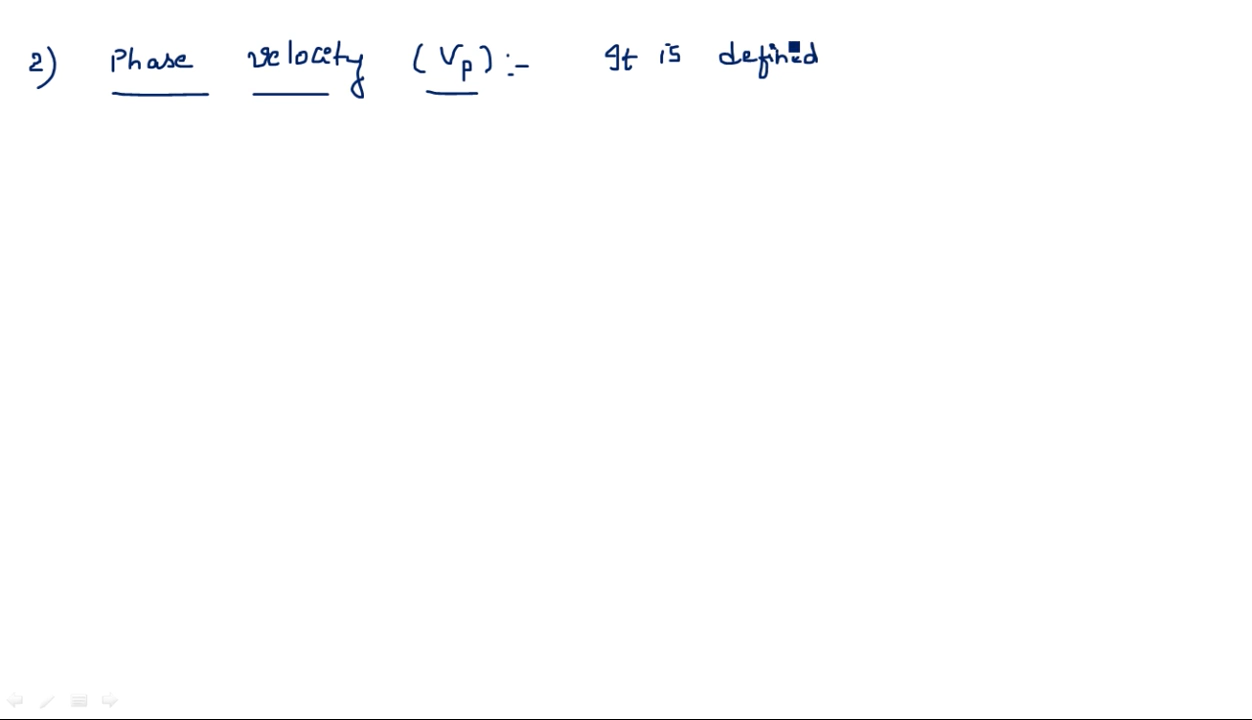 2) Phase velocity (Vp) :- It is defined